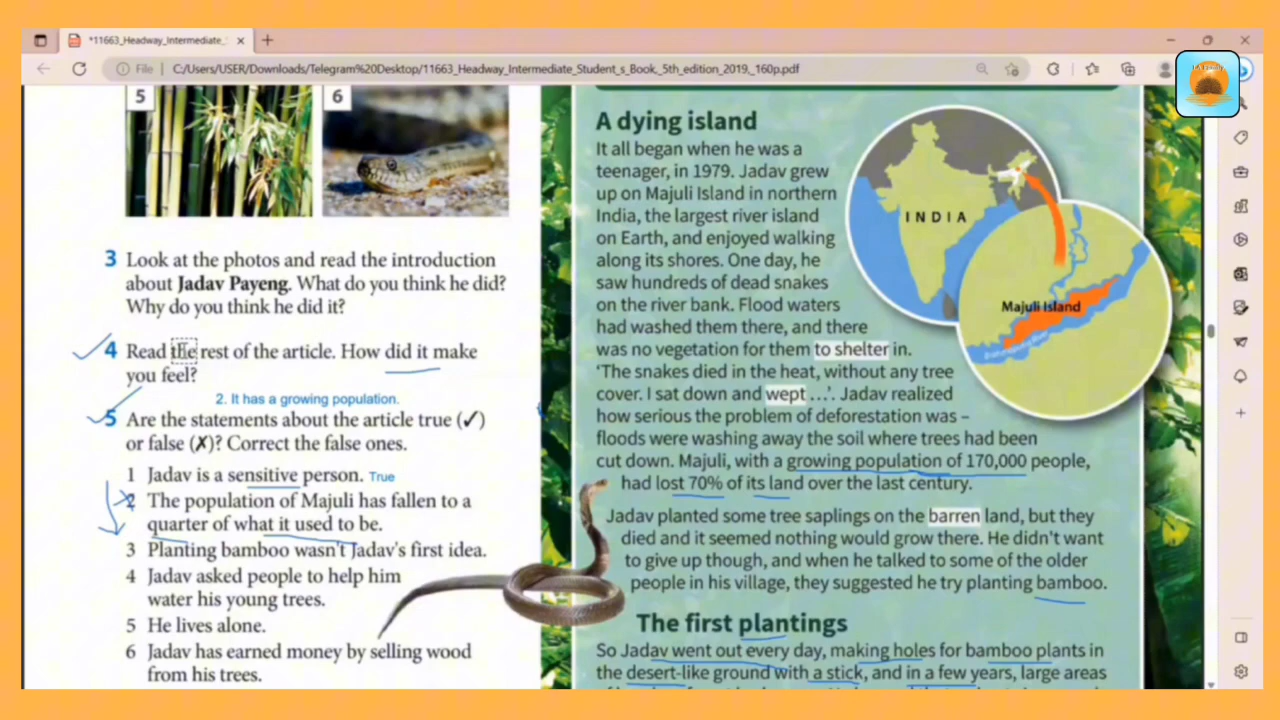 *11663_Headway_Intermediate_
File
C:/Users/USER/Downloads/Telegram%20Desktop/11663_Headway_Intermediate_Student_s_Book,_5th_edition_2019,_160p.pdf
5
6
3 Look at the photos and read the introduction
about Jadav Payeng. What do you think he did?
Why do you think he did it?
4 Read the rest of the article. How did it make
you feel?
2. It has a growing population.
5 Are the statements about the article true (✓)
or false (✗)? Correct the false ones.
1 Jadav is a sensitive person. True
2 The population of Majuli has fallen to a
quarter of what it used to be.
3 Planting bamboo wasn't Jadav's first idea.
4 Jadav asked people to help him
water his young trees.
5 He lives alone.
6 Jadav has earned money by selling wood
from his trees.
A dying island
It all began when he was a
teenager, in 1979. Jadav grew
up on Majuli Island in northern
India, the largest river island
on Earth, and enjoyed walking
along its shores. One day, he
saw hundreds of dead snakes
on the river bank. Flood waters
had washed them there, and there
was no vegetation for them to shelter in.
'The snakes died in the heat, without any tree
cover. I sat down and wept …'. Jadav realized
how serious the problem of deforestation was –
floods were washing away the soil where trees had been
cut down. Majuli, with a growing population of 170,000 people,
had lost 70% of its land over the last century.
Jadav planted some tree saplings on the barren land, but they
died and it seemed nothing would grow there. He didn't want
to give up though, and when he talked to some of the older
people in his village, they suggested he try planting bamboo.
The first plantings
So Jadav went out every day, making holes for bamboo plants in
the desert-like ground with a stick, and in a few years, large areas
INDIA
Majuli Island